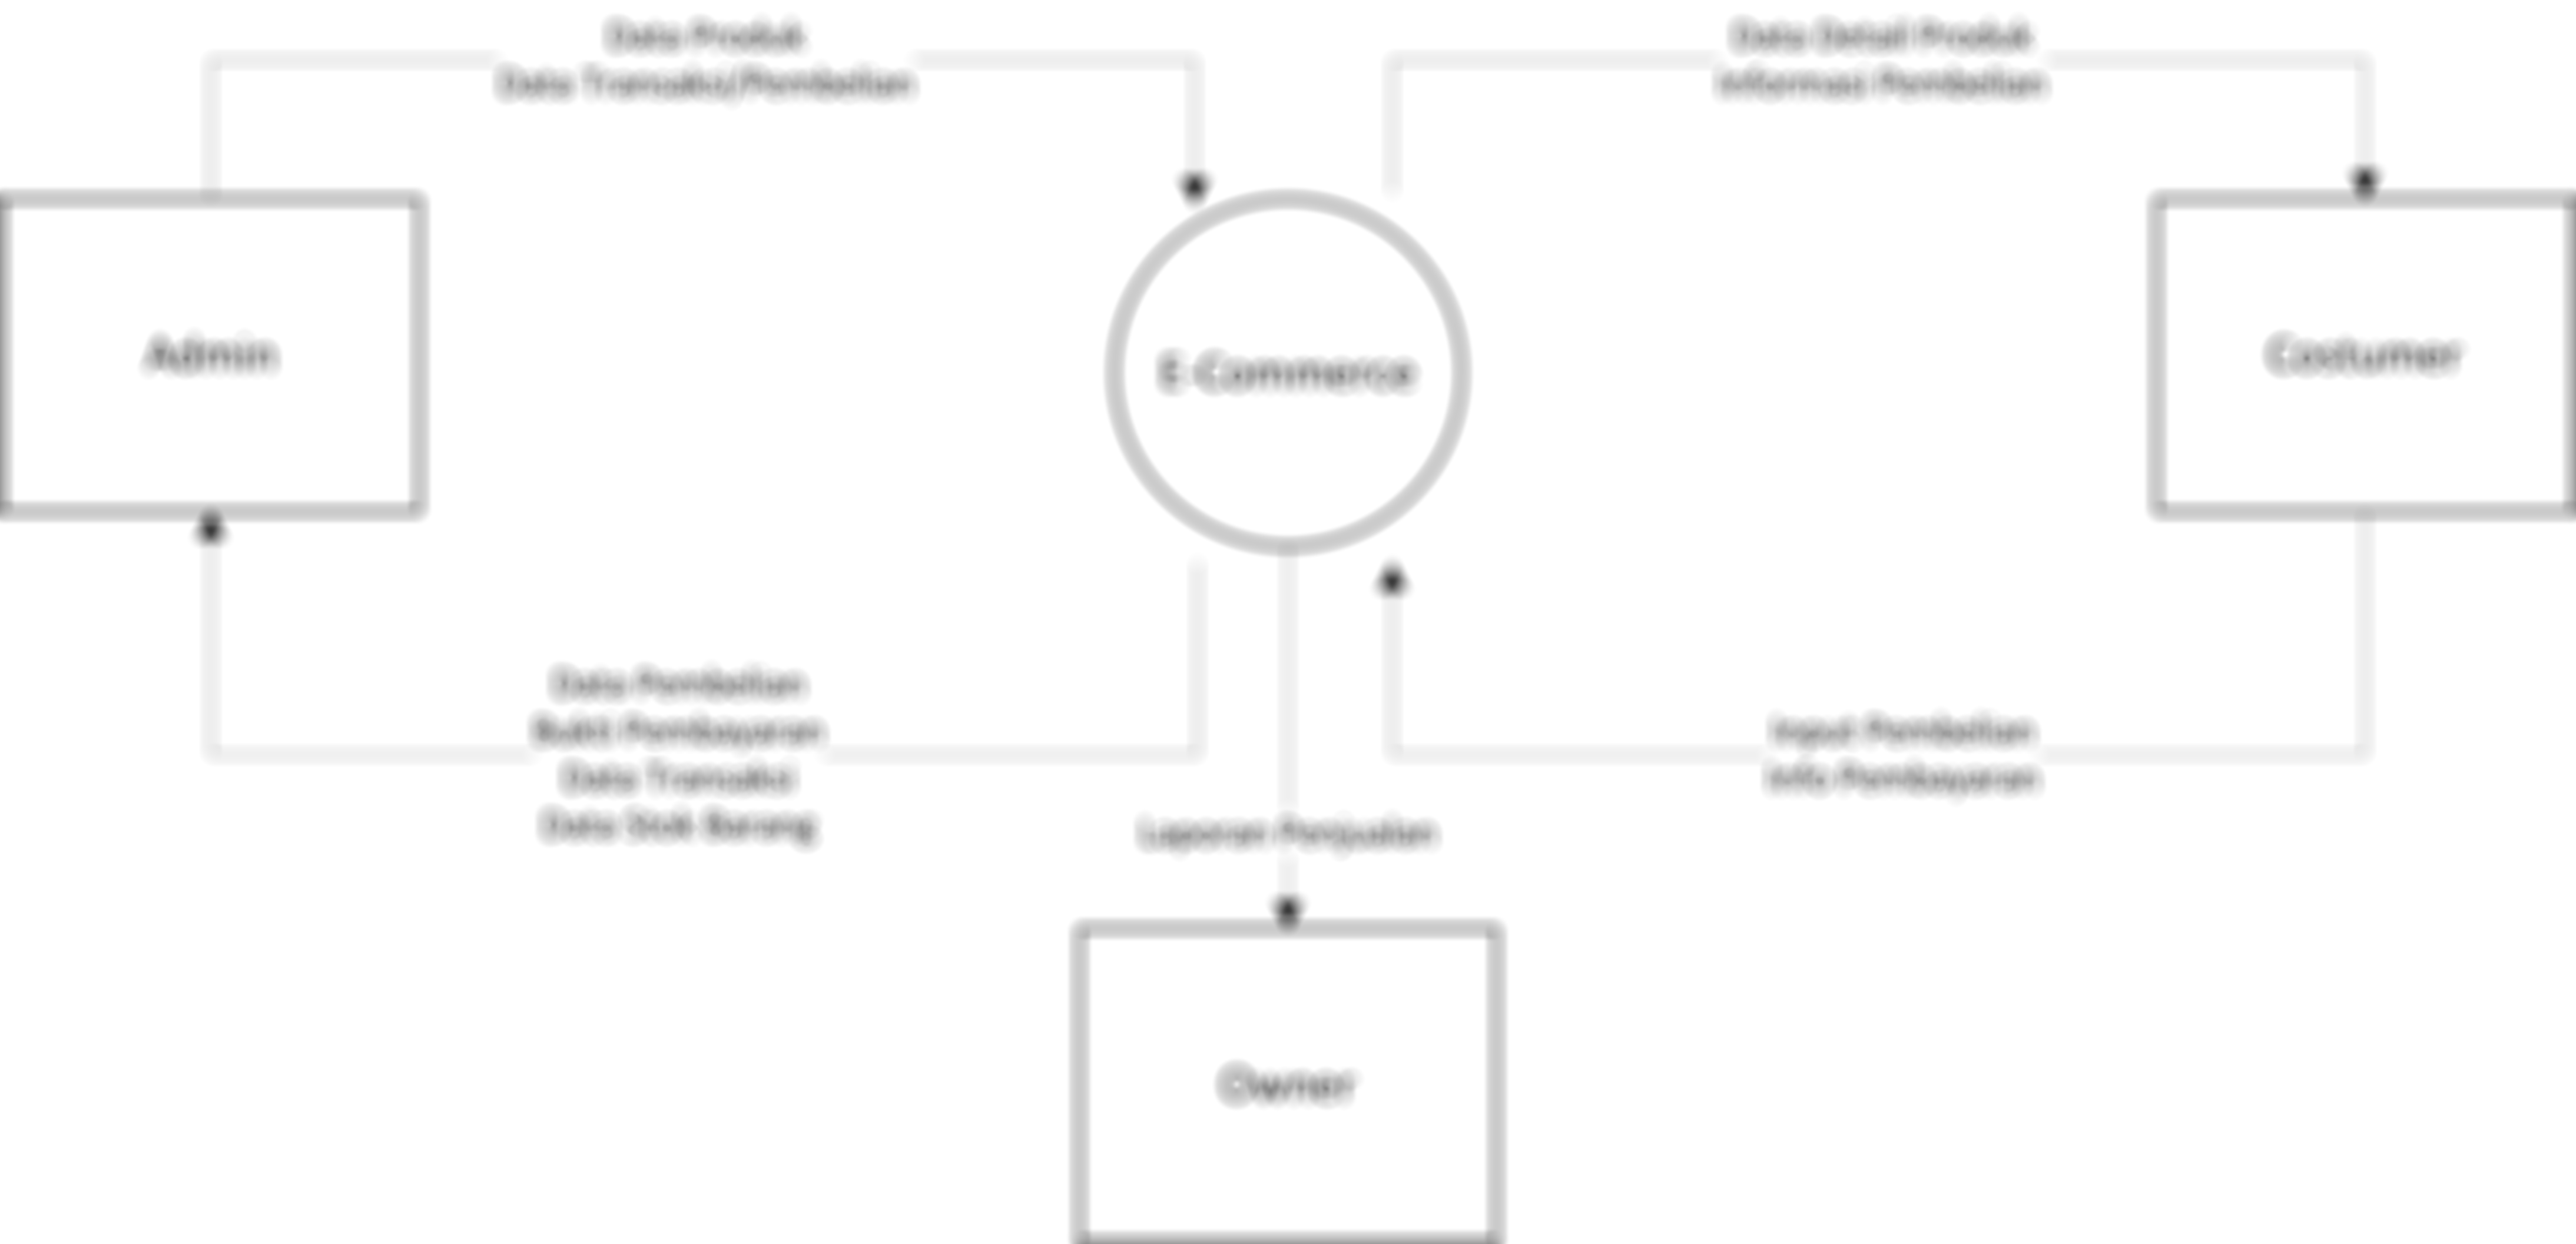 Data Produk
Data Transaksi/Pembelian
Data Detail Produk
Informasi Pembelian
Admin
E-Commerce
Costumer
Data Pembelian
Bukti Pembayaran
Data Transaksi
Data Stok Barang
Input Pembelian
Info Pembayaran
Laporan Penjualan
Owner